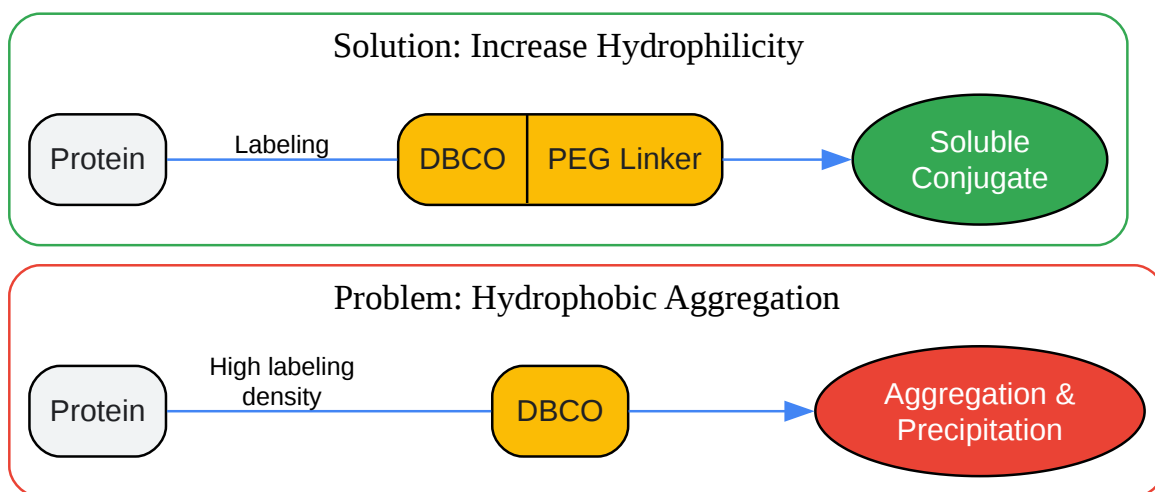 Solution: Increase Hydrophilicity
Protein
Labeling
DBCO
PEG Linker
Soluble
Conjugate
Problem: Hydrophobic Aggregation
Protein
High labeling
density
DBCO
Aggregation &
Precipitation